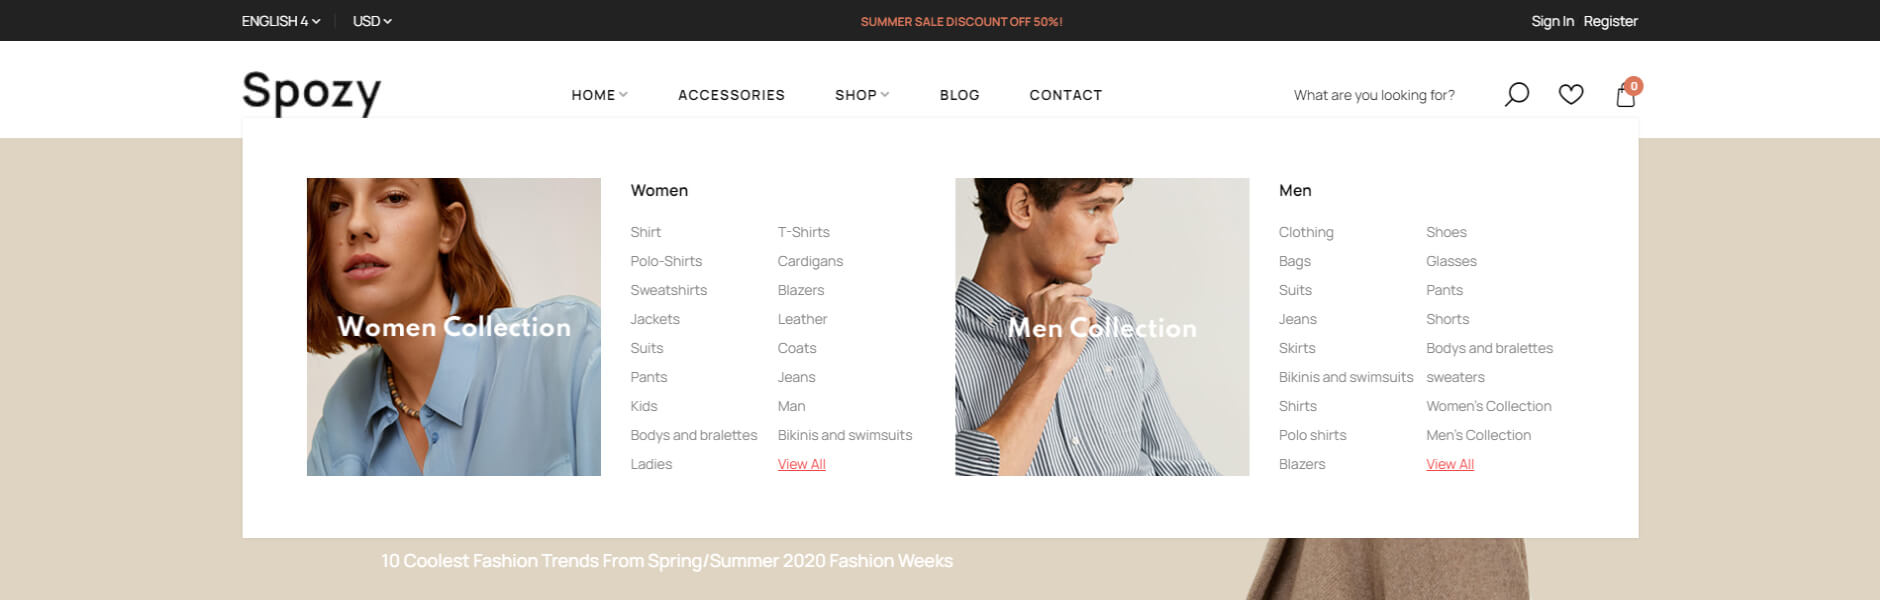 ENGLISH 4 USD SUMMER SALE DISCOUNT OFF 50%! Sign In Register
Spozy HOME ACCESSORIES SHOP BLOG CONTACT What are you looking for? 0
Women Collection
Women
Shirt T-Shirts
Polo-Shirts Cardigans
Sweatshirts Blazers
Jackets Leather
Suits Coats
Pants Jeans
Kids Man
Bodys and bralettes Bikinis and swimsuits
Ladies View All
Men Collection
Men
Clothing Shoes
Bags Glasses
Suits Pants
Jeans Shorts
Skirts Bodys and bralettes
Bikinis and swimsuits sweaters
Shirts Women's Collection
Polo shirts Men's Collection
Blazers View All
10 Coolest Fashion Trends From Spring/Summer 2020 Fashion Weeks